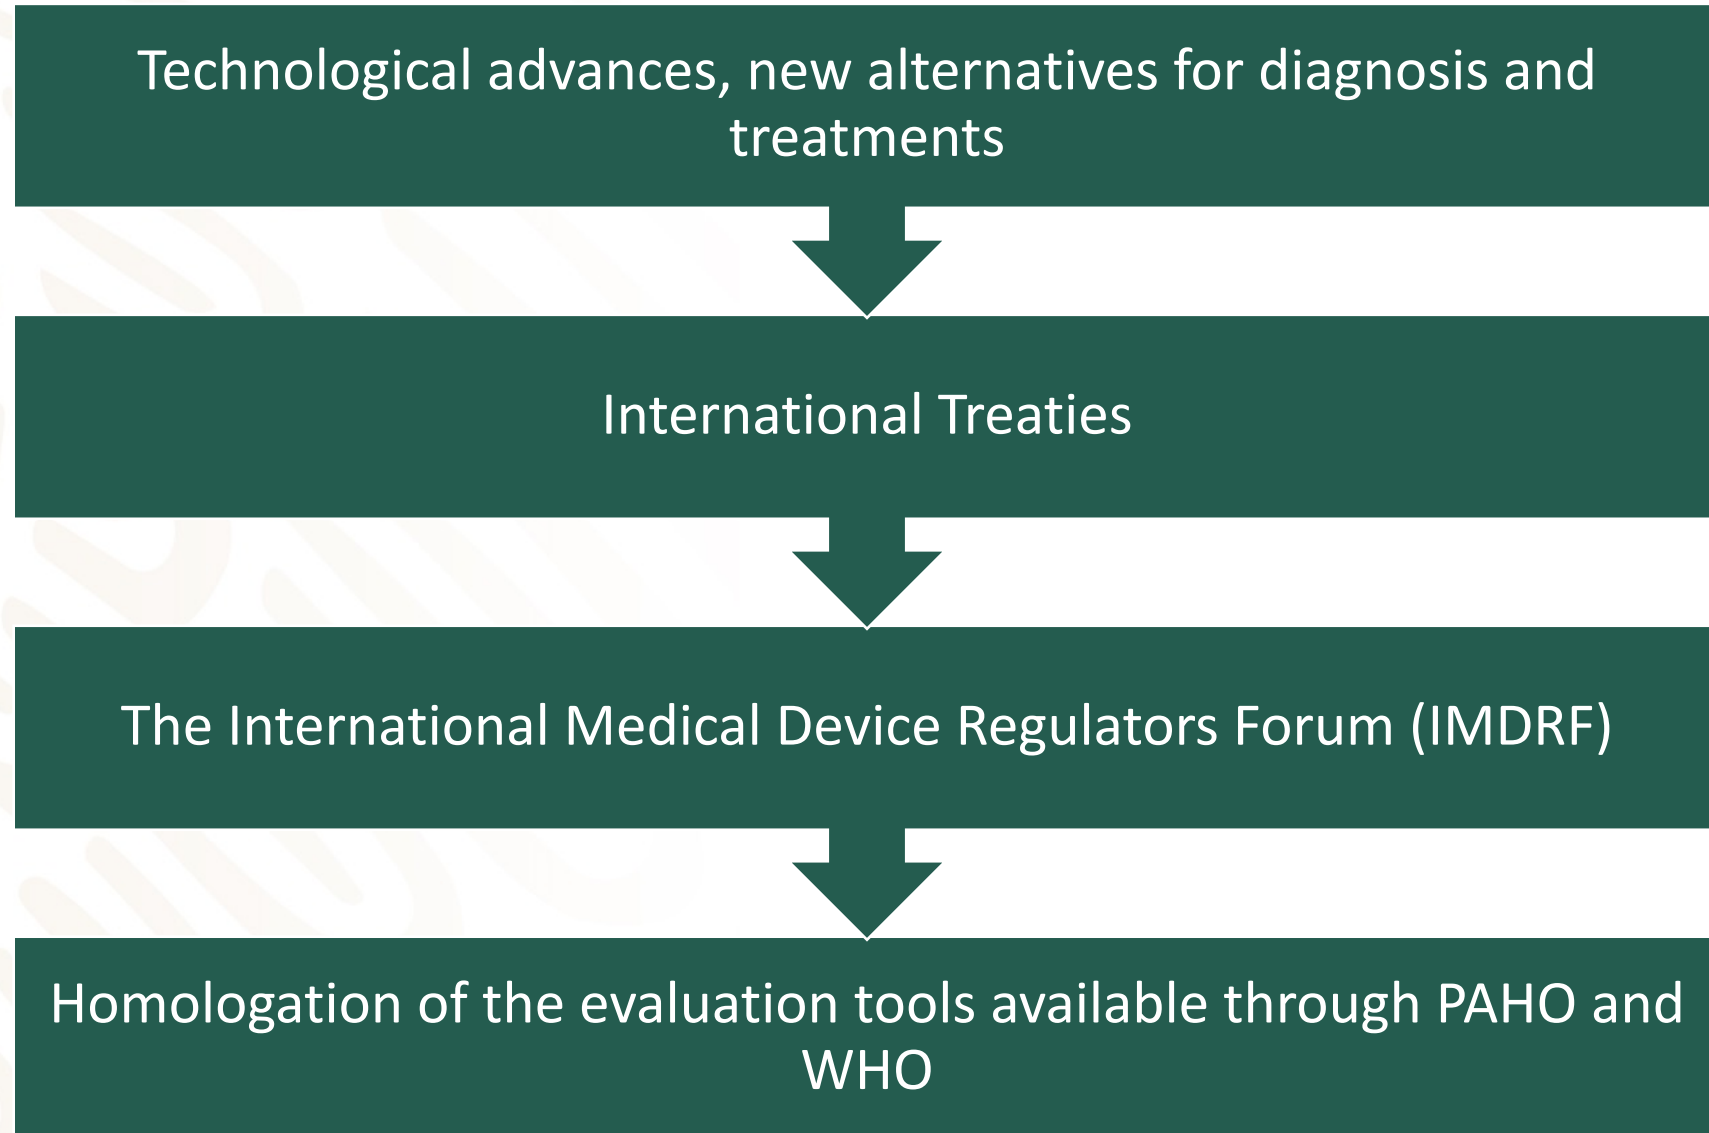 Technological advances, new alternatives for diagnosis and
treatments
International Treaties
The International Medical Device Regulators Forum (IMDRF)
Homologation of the evaluation tools available through PAHO and
WHO